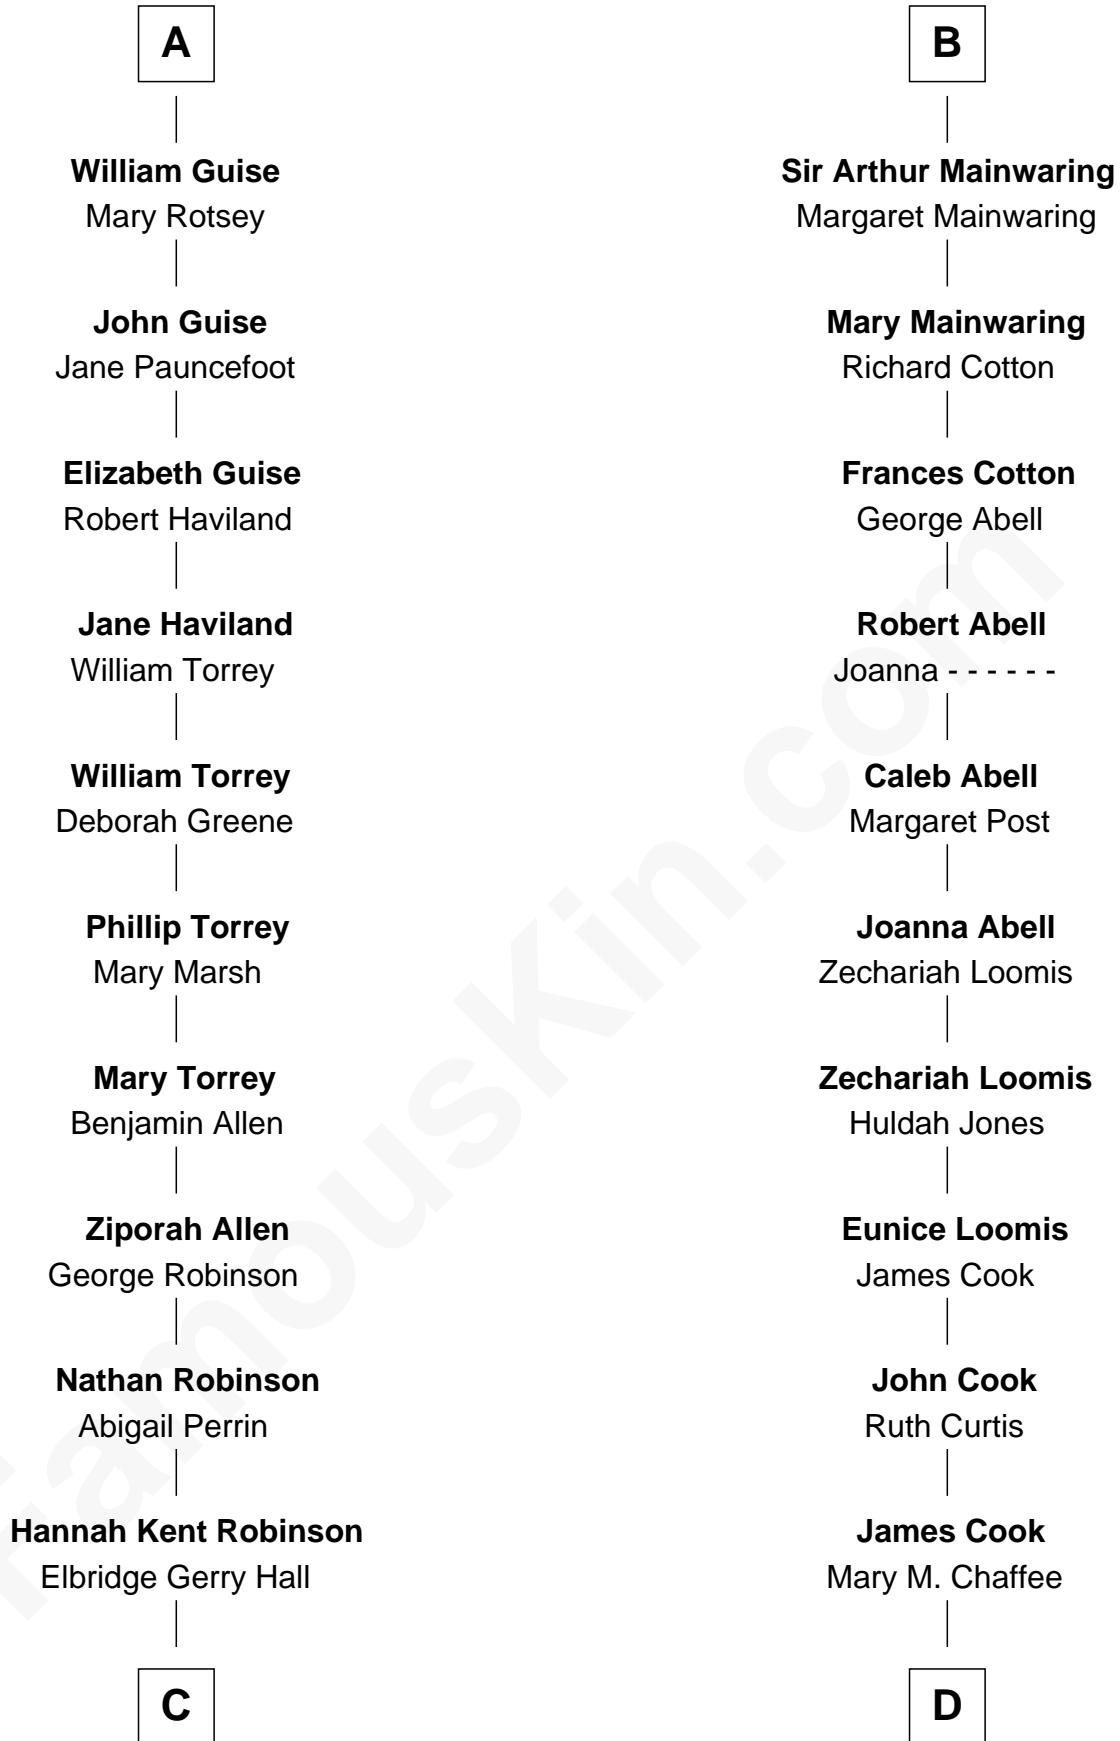 A
William Guise
Mary Rotsey
John Guise
Jane Pauncefoot
Elizabeth Guise
Robert Haviland
Jane Haviland
William Torrey
William Torrey
Deborah Greene
Phillip Torrey
Mary Marsh
Mary Torrey
Benjamin Allen
Ziporah Allen
George Robinson
Nathan Robinson
Abigail Perrin
Hannah Kent Robinson
Elbridge Gerry Hall
C
B
Sir Arthur Mainwaring
Margaret Mainwaring
Mary Mainwaring
Richard Cotton
Frances Cotton
George Abell
Robert Abell
Joanna - - - - - -
Caleb Abell
Margaret Post
Joanna Abell
Zechariah Loomis
Zechariah Loomis
Huldah Jones
Eunice Loomis
James Cook
John Cook
Ruth Curtis
James Cook
Mary M. Chaffee
D
FamousKin.com